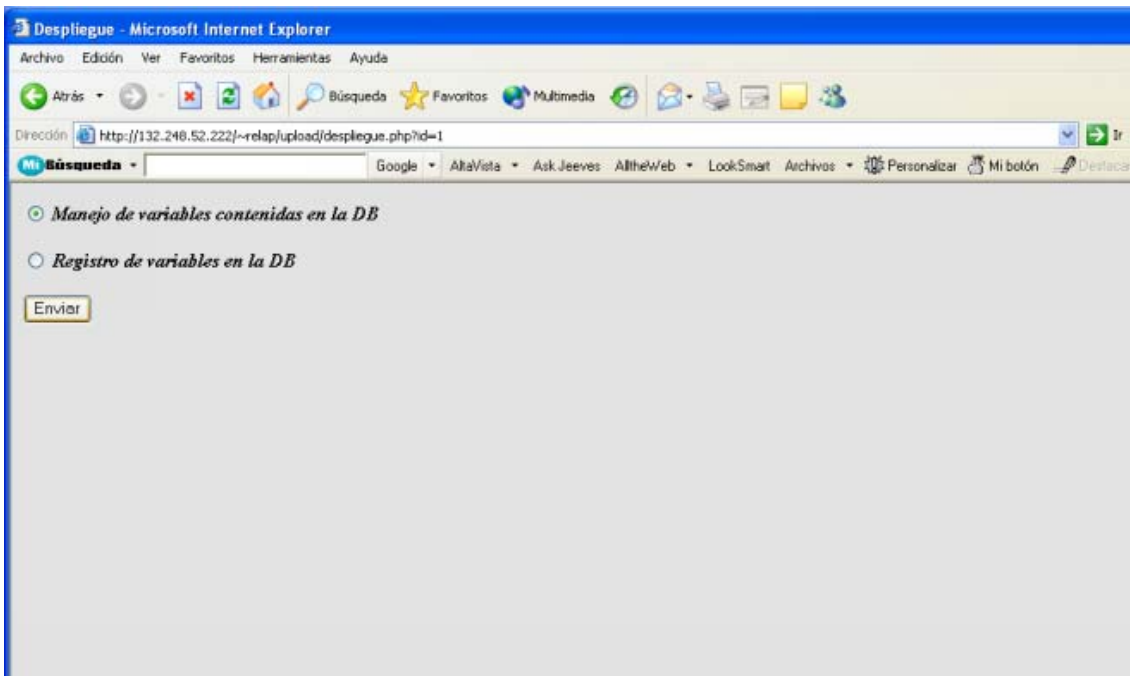 Despliegue - Microsoft Internet Explorer
Archivo Edición Ver Favoritos Herramientas Ayuda
Atrás Búsqueda Favoritos Multimedia
Dirección http://132.248.52.222/~relap/upload/despliegue.php?id=1 Ir
Mi Búsqueda Google AltaVista Ask Jeeves AlltheWeb LookSmart Archivos Personalizar Mi botón
Manejo de variables contenidas en la DB
Registro de variables en la DB
Enviar